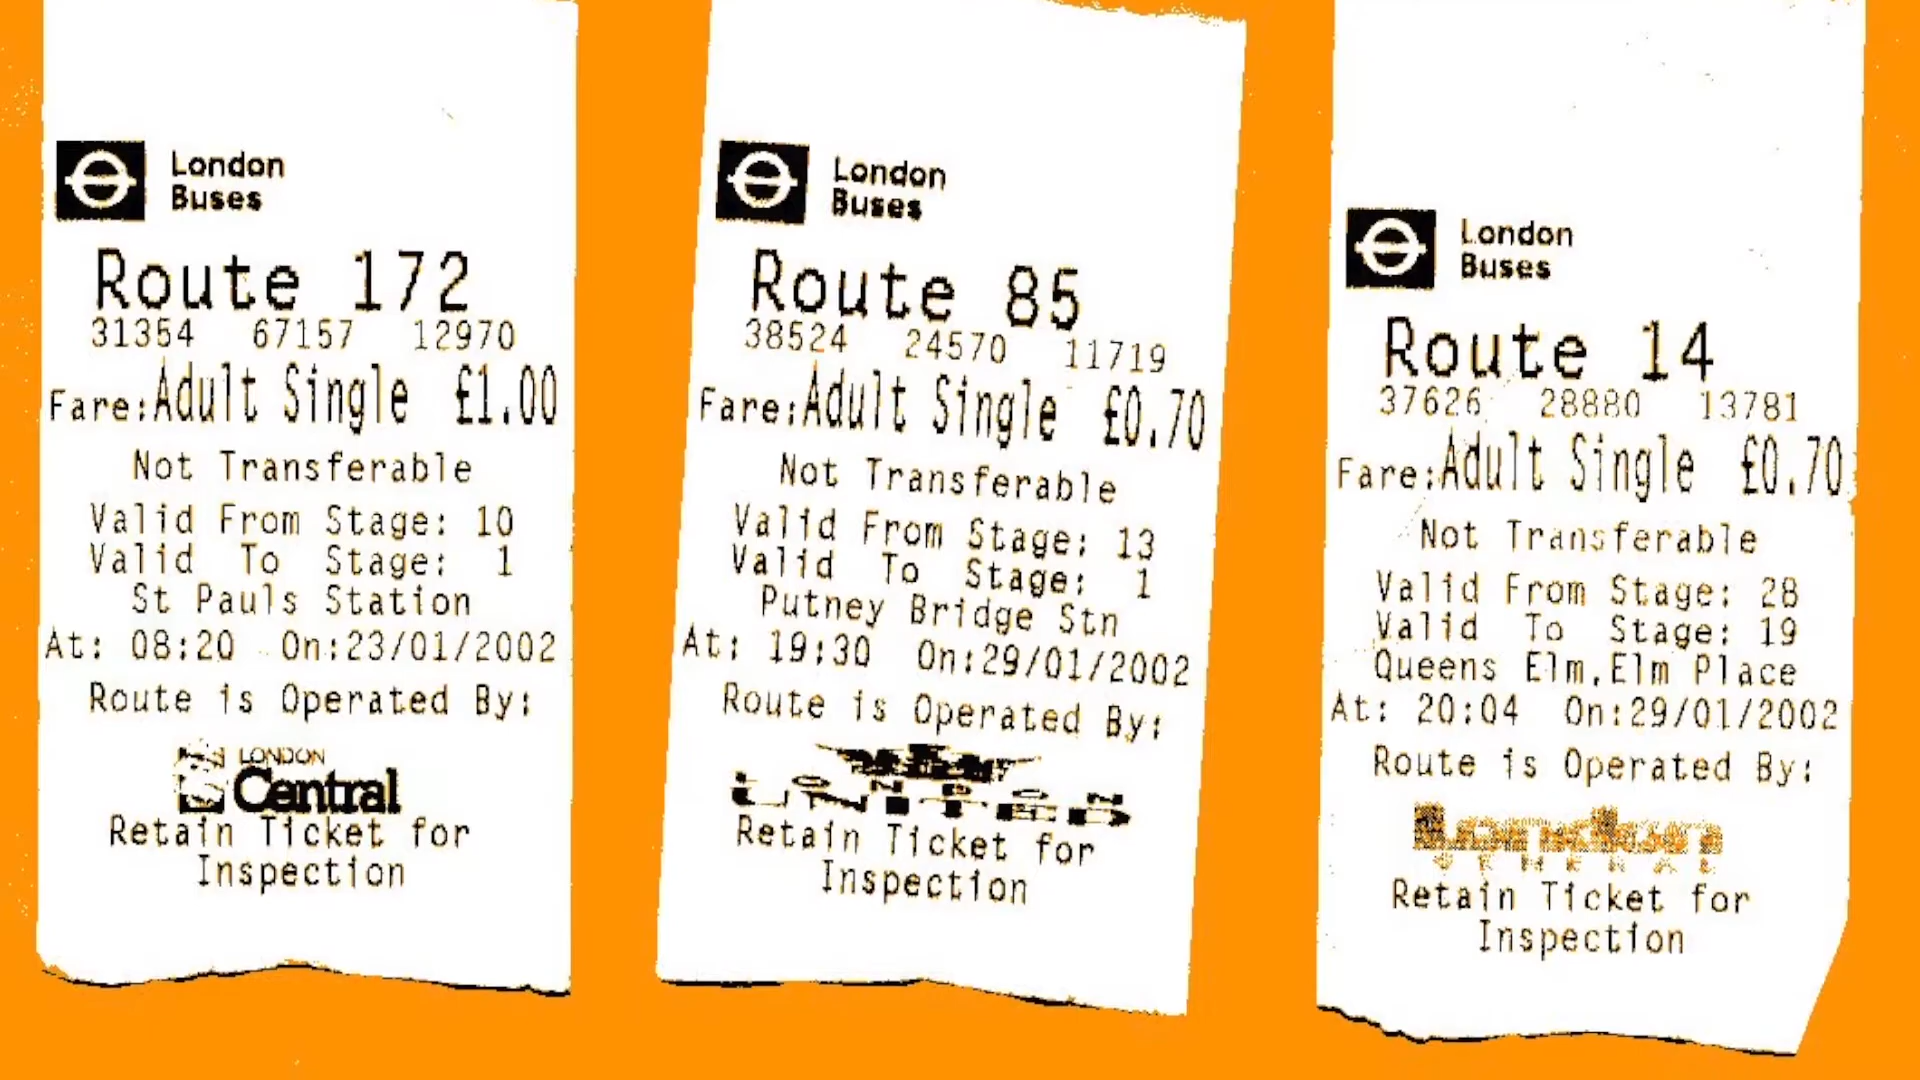 London
Buses
Route 172
31354 67157 12970
Fare: Adult Single £1.00
Not Transferable
Valid From Stage: 10
Valid To Stage: 1
St Pauls Station
At: 08:20 On:23/01/2002
Route is Operated By:
LONDON
Central
Retain Ticket for
Inspection
London
Buses
Route 85
38524 24570 11719
Fare: Adult Single £0.70
Not Transferable
Valid From Stage: 13
Valid To Stage: 1
Putney Bridge Stn
At: 19:30 On:29/01/2002
Route is Operated By:
Retain Ticket for
Inspection
London
Buses
Route 14
37626 28880 13781
Fare: Adult Single £0.70
Not Transferable
Valid From Stage: 28
Valid To Stage: 19
Queens Elm,Elm Place
At: 20:04 On:29/01/2002
Route is Operated By:
London
GENERAL
Retain Ticket for
Inspection